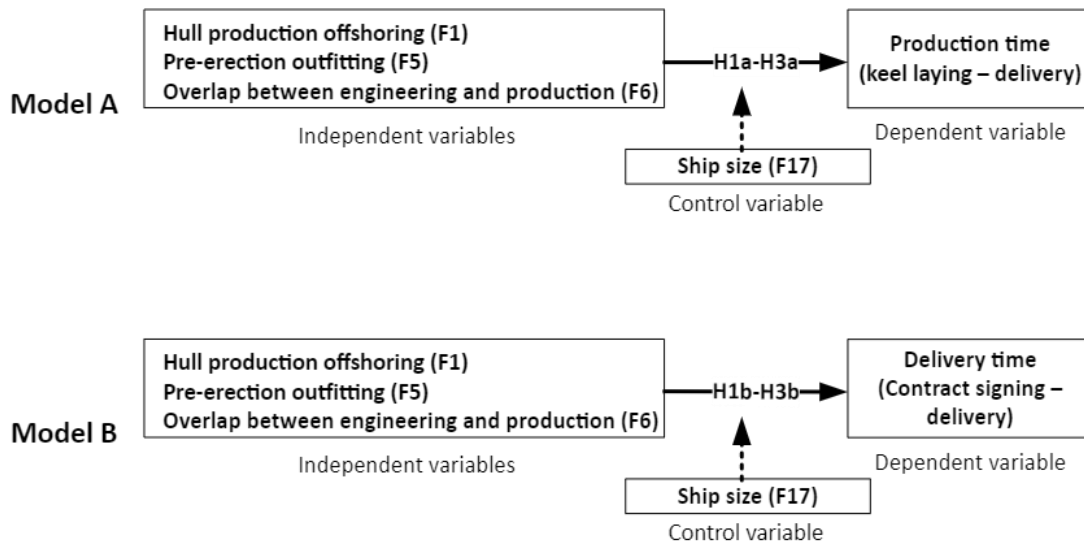 Model A
Hull production offshoring (F1)
Pre-erection outfitting (F5)
Overlap between engineering and production (F6)
Independent variables
H1a-H3a
Production time
(keel laying – delivery)
Dependent variable
Ship size (F17)
Control variable
Model B
Hull production offshoring (F1)
Pre-erection outfitting (F5)
Overlap between engineering and production (F6)
Independent variables
H1b-H3b
Delivery time
(Contract signing –
delivery)
Dependent variable
Ship size (F17)
Control variable